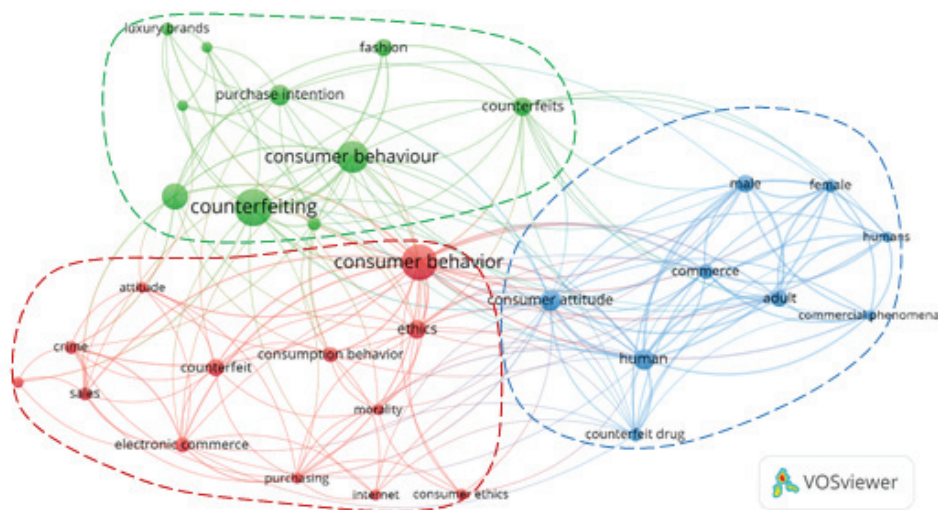 luxury brands
fashion
purchase intention
counterfeits
consumer behaviour
counterfeiting
male
female
humans
consumer behavior
commerce
attitude
consumer attitude
adult
commercial phenomena
ethics
crime
consumption behavior
human
counterfeit
sales
morality
counterfeit drug
electronic commerce
purchasing
internet
consumer ethics
VOSviewer